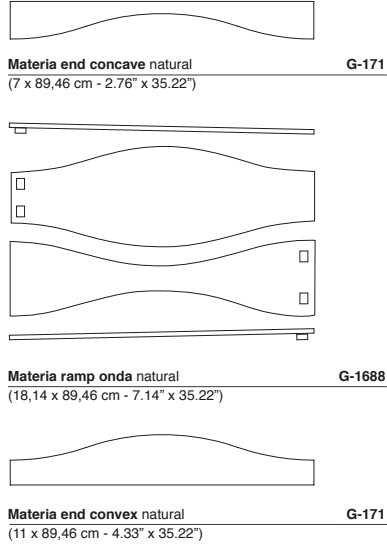 Materia end concave natural G-171
(7 x 89,46 cm - 2.76” x 35.22”)
Materia ramp onda natural G-1688
(18,14 x 89,46 cm - 7.14” x 35.22”)
Materia end convex natural G-171
(11 x 89,46 cm - 4.33” x 35.22”)